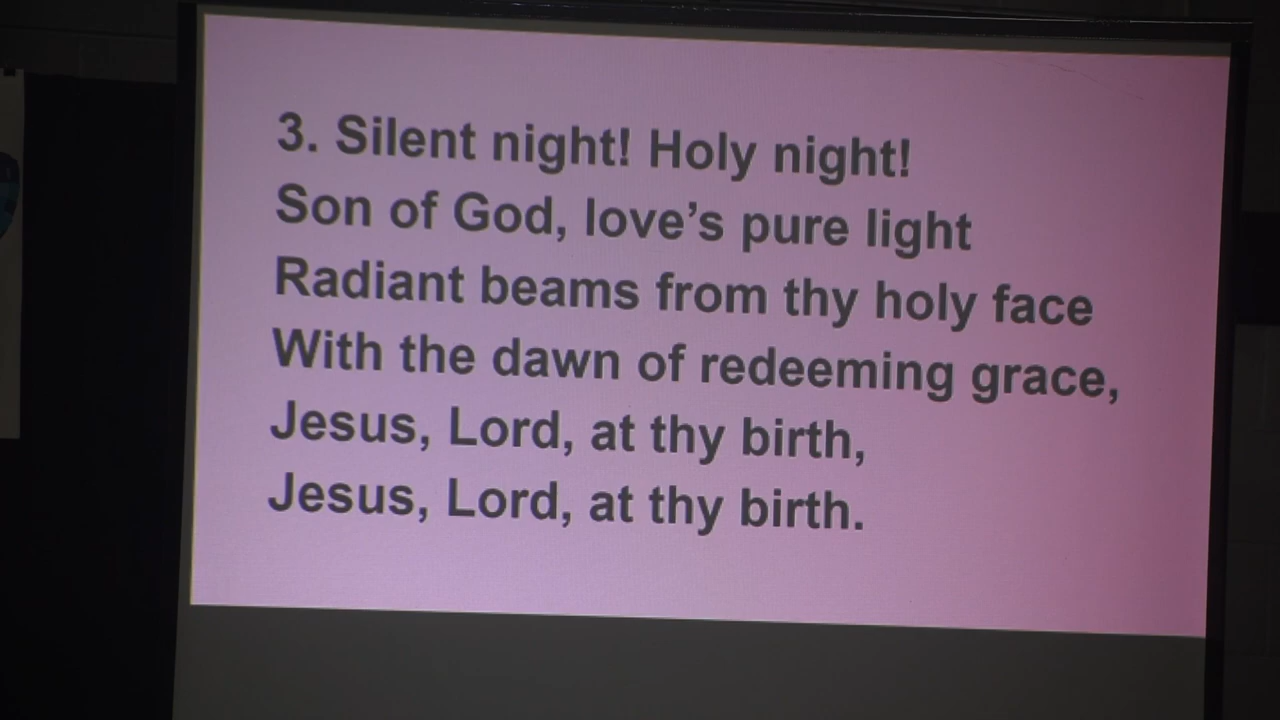 3. Silent night! Holy night!
Son of God, love’s pure light
Radiant beams from thy holy face
With the dawn of redeeming grace,
Jesus, Lord, at thy birth,
Jesus, Lord, at thy birth.